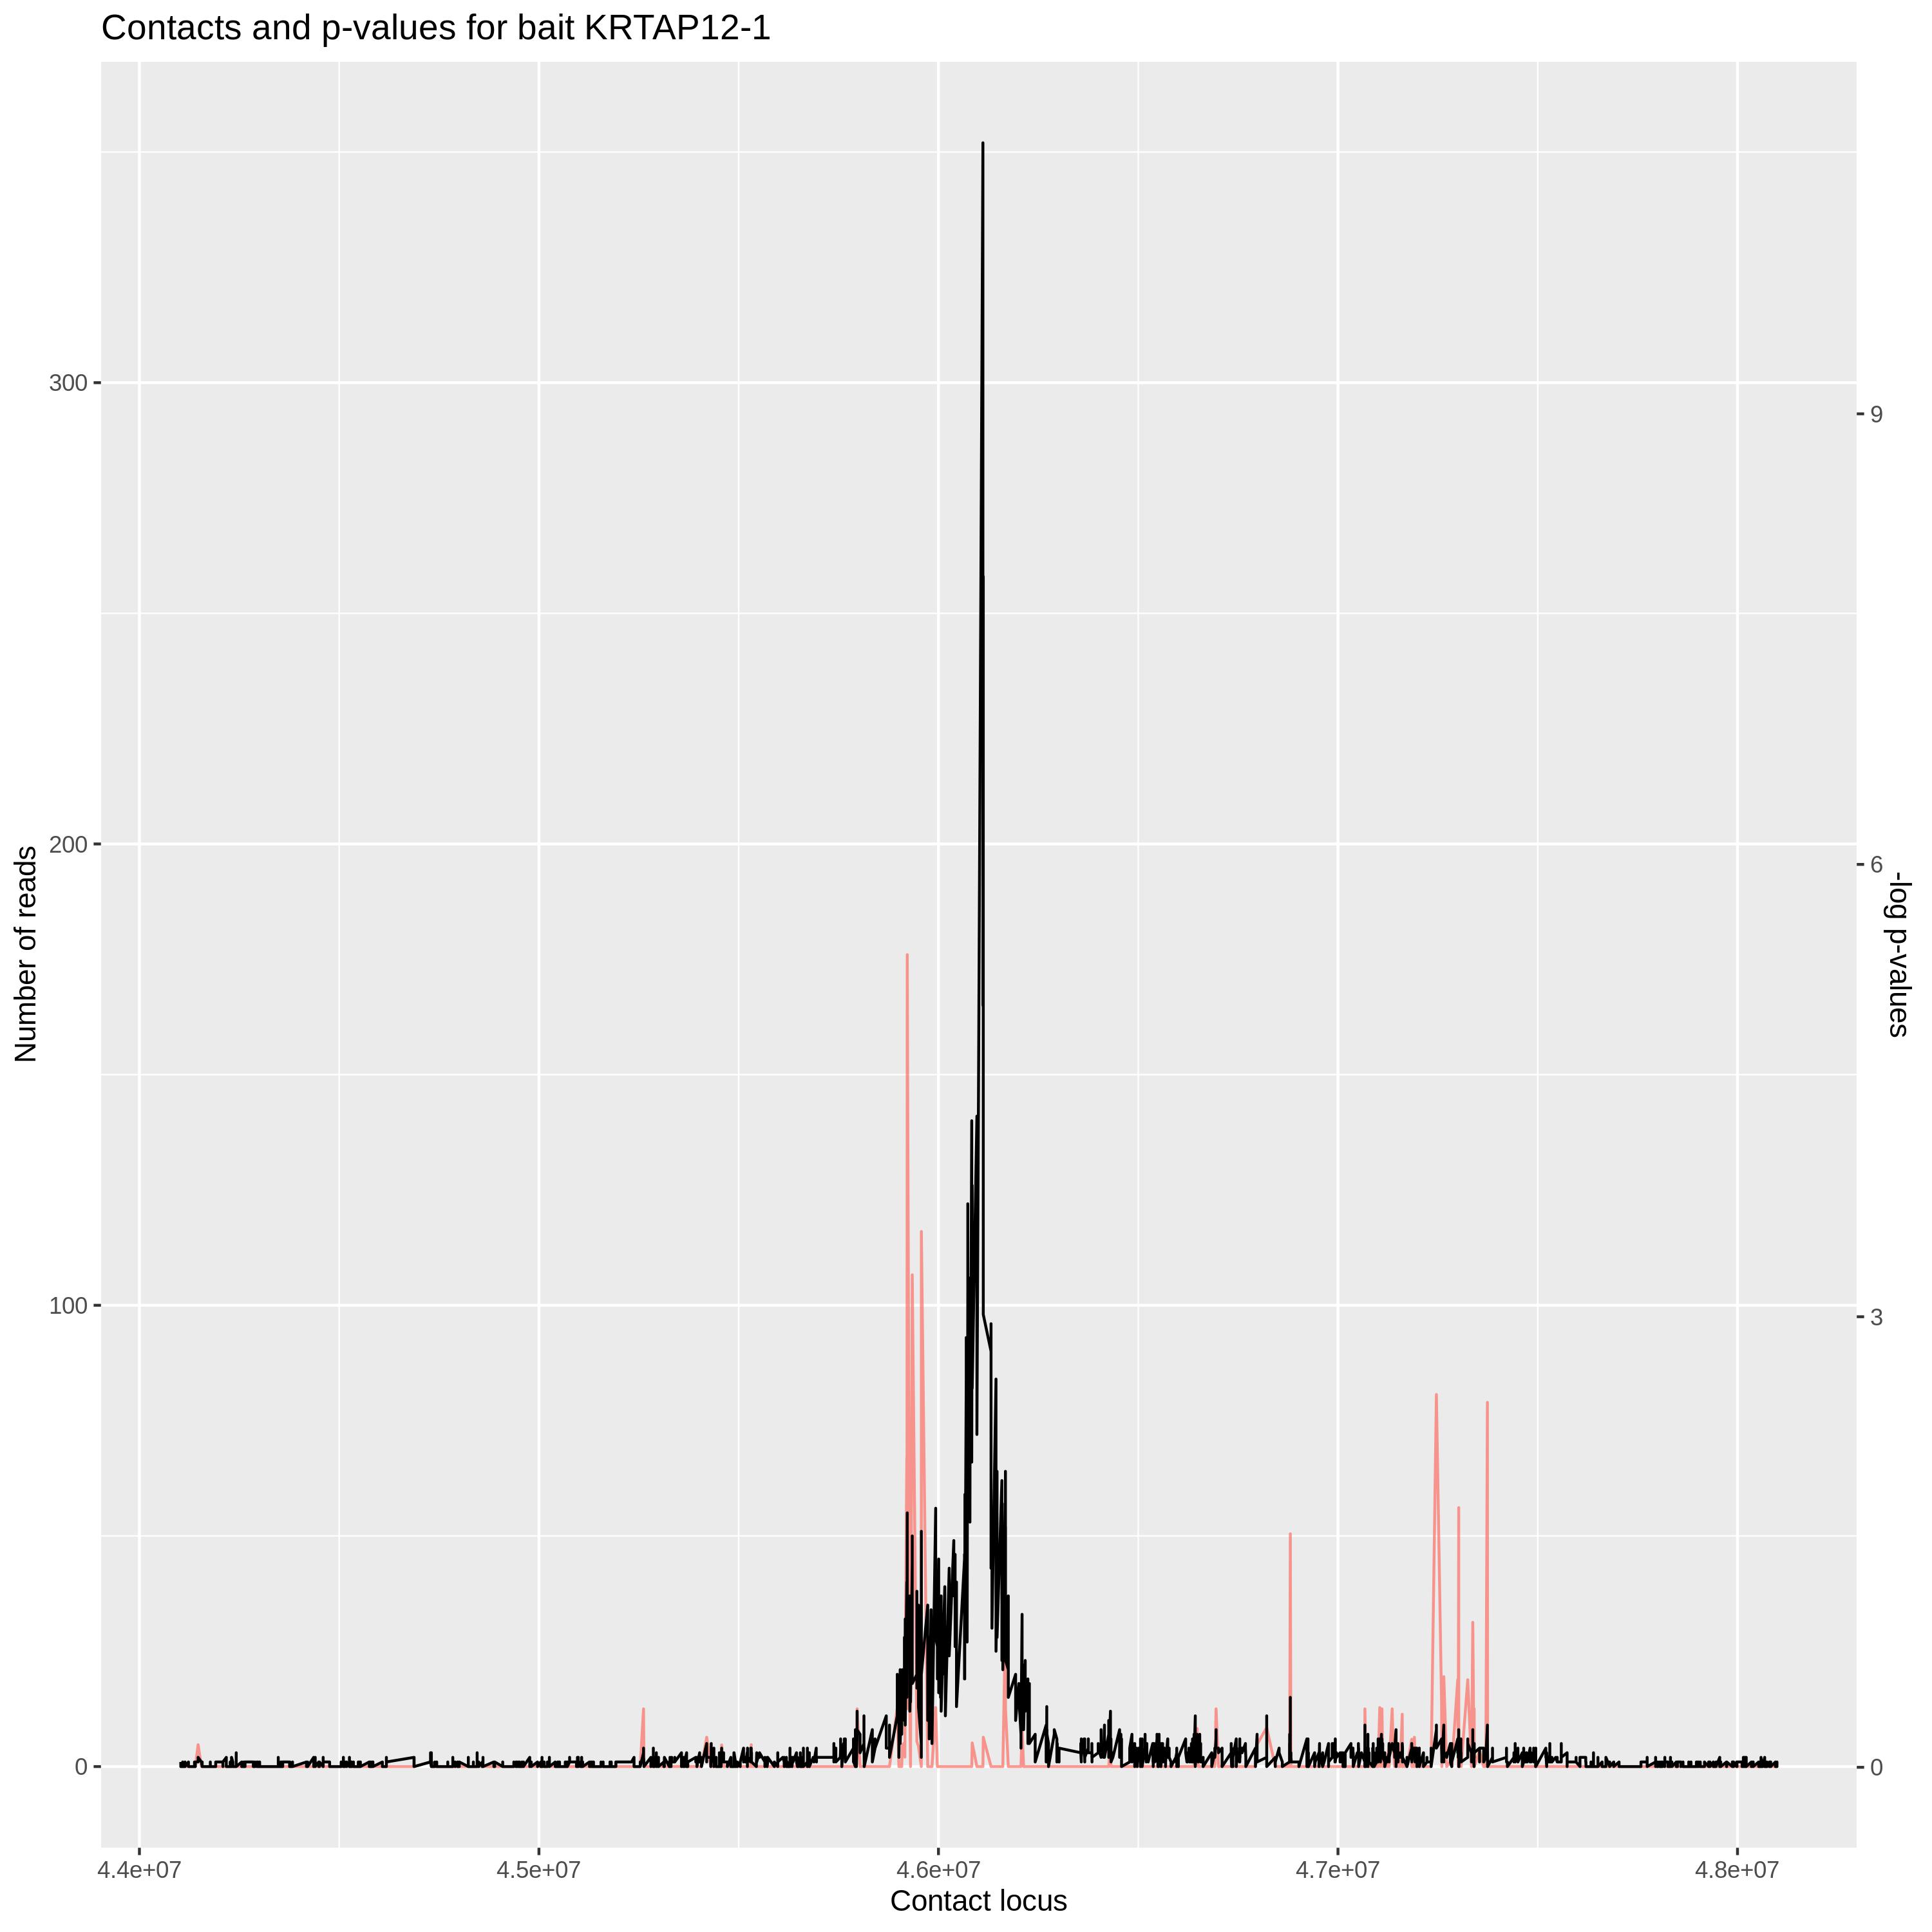 Contacts and p-values for bait KRTAP12-1
300
200
100
0
Number of reads
9
6
3
0
-log p-values
4.4e+07
4.5e+07
4.6e+07
4.7e+07
4.8e+07
Contact locus